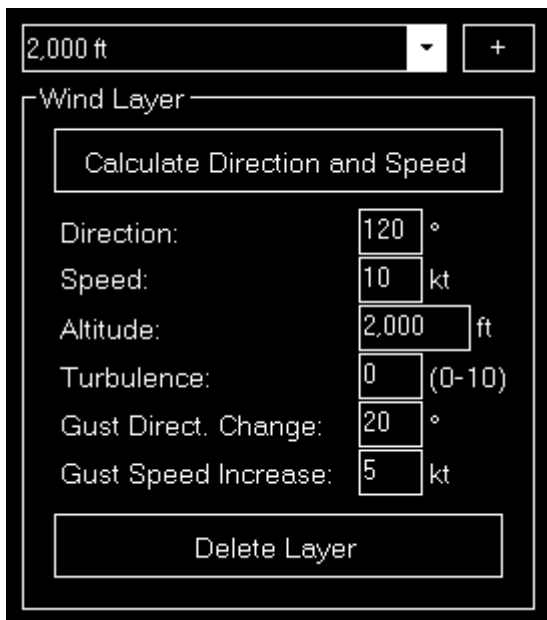 2,000 ft +
Wind Layer
Calculate Direction and Speed
Direction: 120 °
Speed: 10 kt
Altitude: 2,000 ft
Turbulence: 0 (0-10)
Gust Direct. Change: 20 °
Gust Speed Increase: 5 kt
Delete Layer